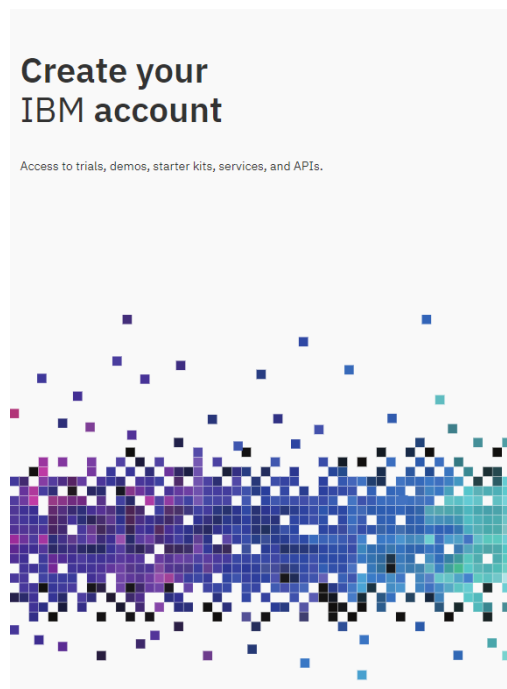 Create your
IBM account
Access to trials, demos, starter kits, services, and APIs.